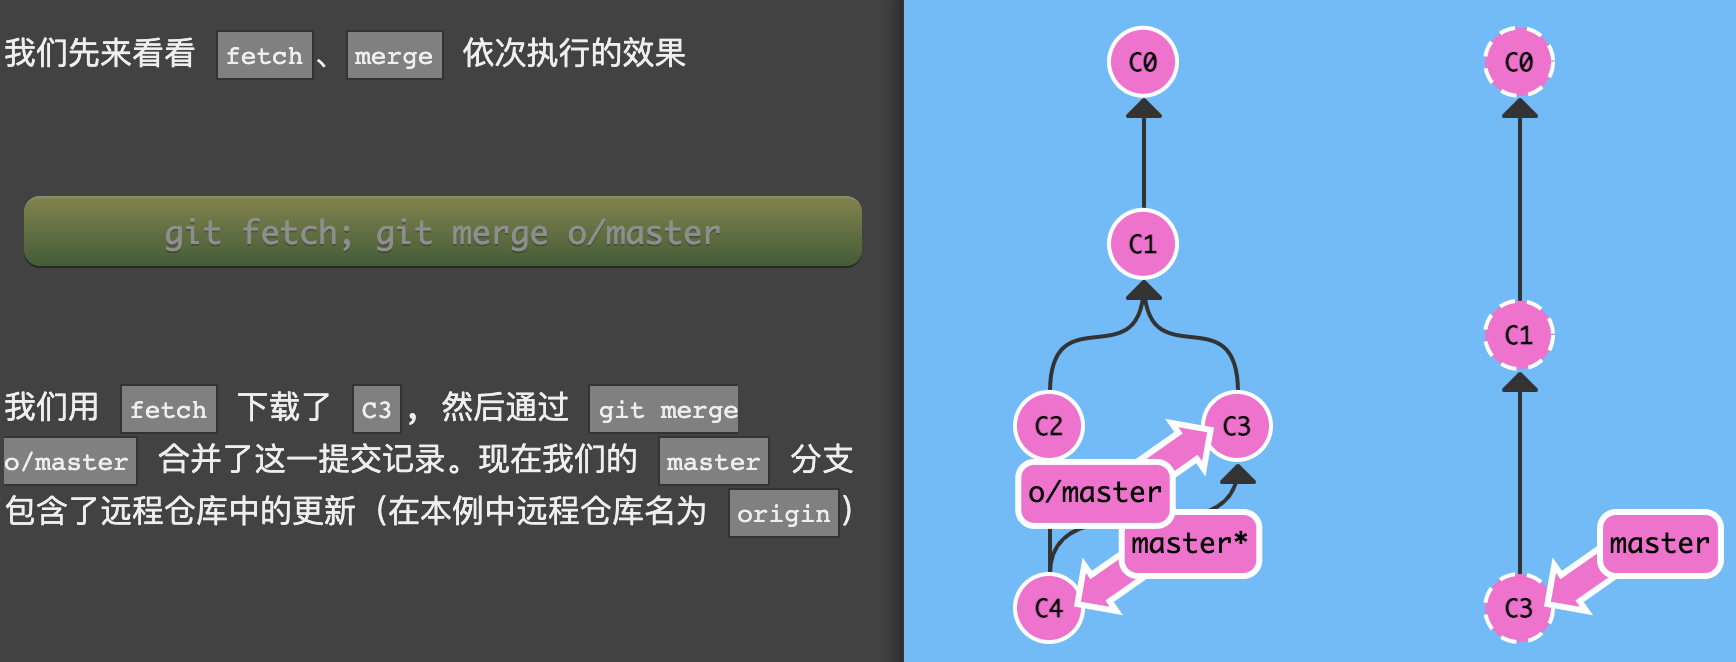 我们先来看看 fetch、merge 依次执行的效果
git fetch; git merge o/master
我们用 fetch 下载了 C3, 然后通过 git merge
o/master 合并了这一提交记录。现在我们的 master 分支
包含了远程仓库中的更新（在本例中远程仓库名为 origin）
C0
C1
C2
C3
o/master
master*
C4
C0
C1
master
C3